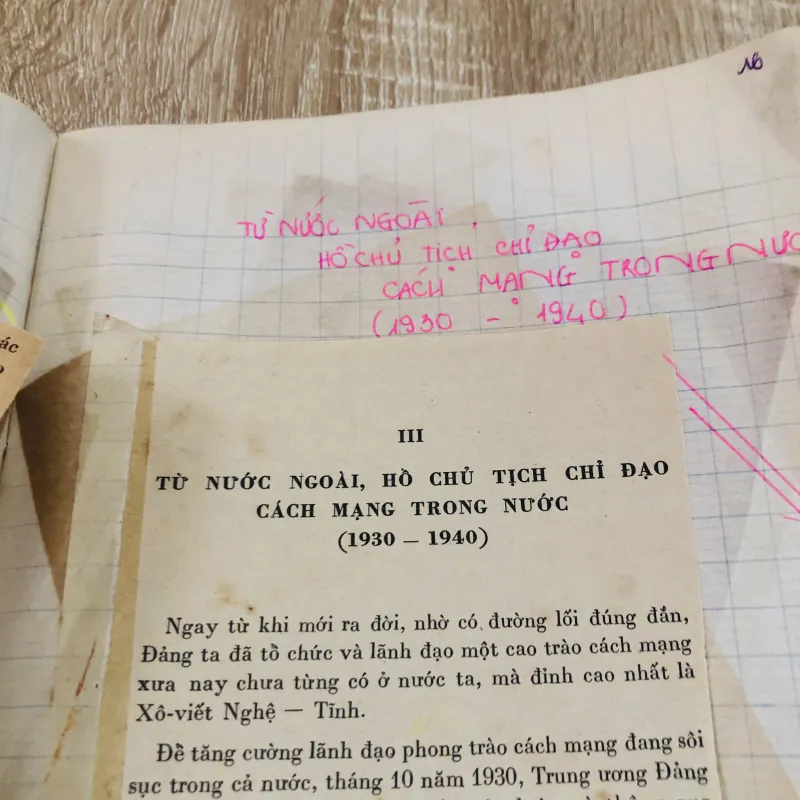 16
TỪ NƯỚC NGOÀI,
HỒ CHỦ TỊCH CHỈ ĐẠO
CÁCH MẠNG TRONG NƯỚ
(1930 - 1940)
ác
III
TỪ NƯỚC NGOÀI, HỒ CHỦ TỊCH CHỈ ĐẠO
CÁCH MẠNG TRONG NƯỚC
(1930 — 1940)
Ngay từ khi mới ra đời, nhờ có đường lối đúng đắn,
Đảng ta đã tổ chức và lãnh đạo một cao trào cách mạng
xưa nay chưa từng có ở nước ta, mà đỉnh cao nhất là
Xô-viết Nghệ — Tĩnh.
Để tăng cường lãnh đạo phong trào cách mạng đang sôi
sục trong cả nước, tháng 10 năm 1930, Trung ương Đảng